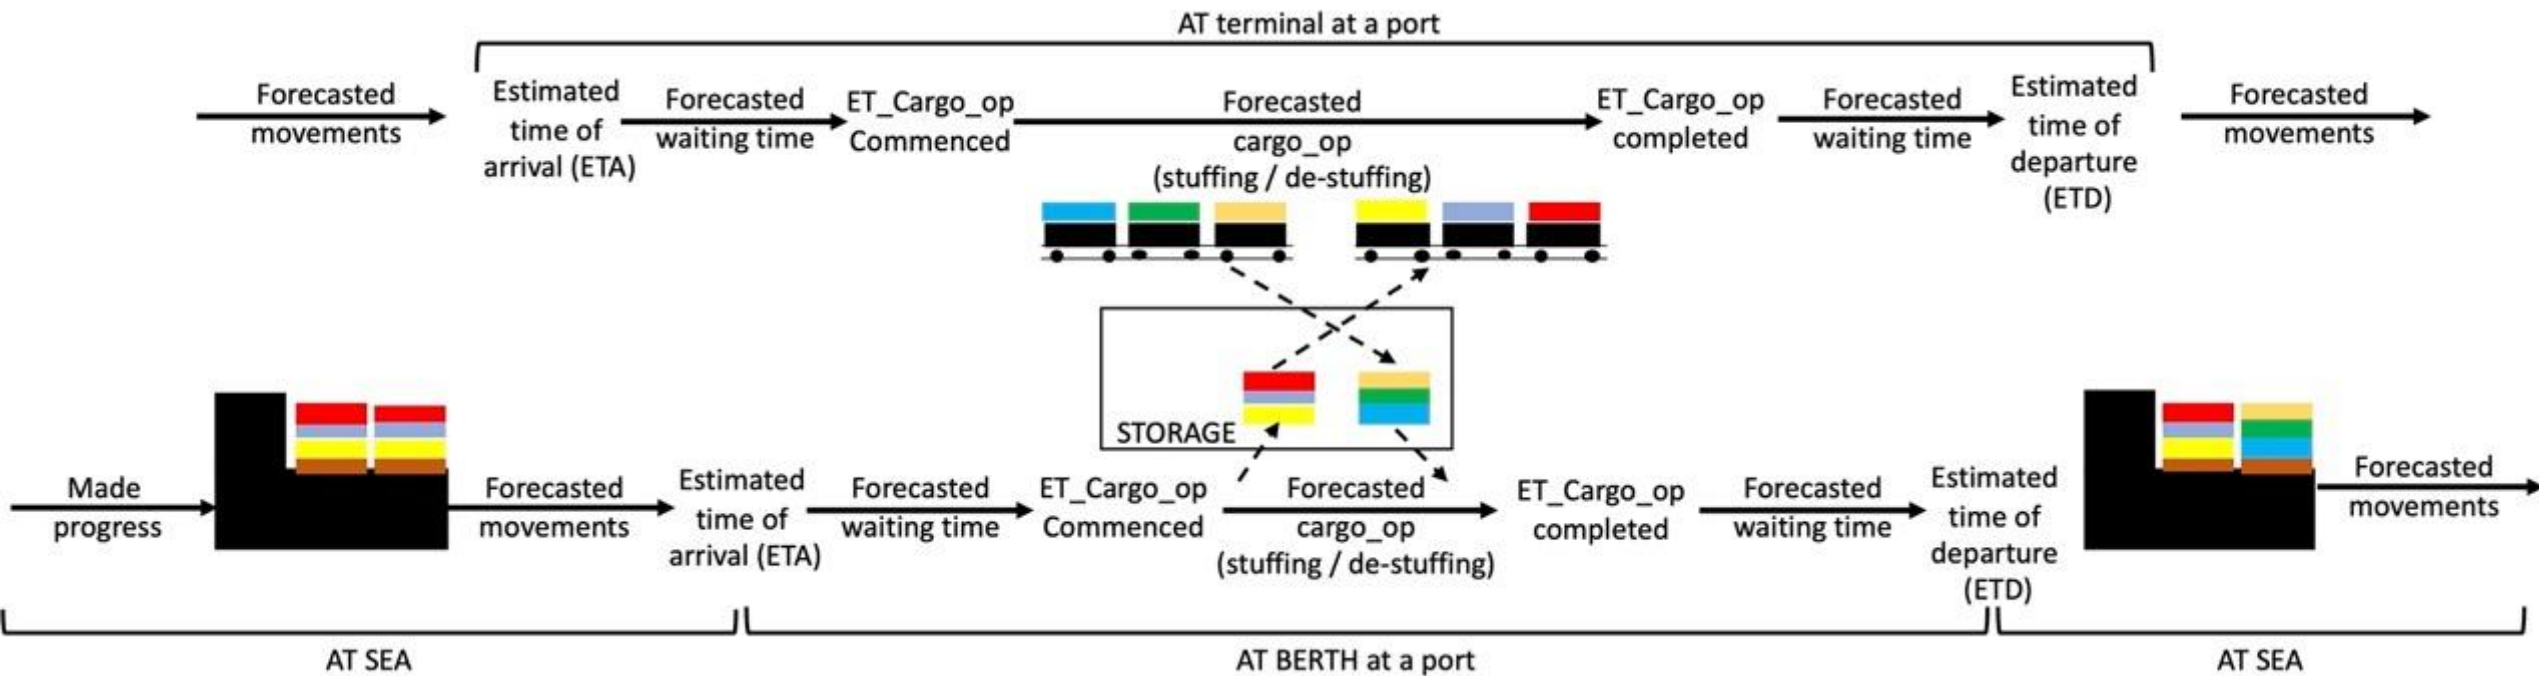 AT terminal at a port
Forecasted
movements
Estimated
time of
arrival (ETA)
Forecasted
waiting time
ET_Cargo_op
Commenced
Forecasted
cargo_op
(stuffing / de-stuffing)
ET_Cargo_op
completed
Forecasted
waiting time
Estimated
time of
departure
(ETD)
Forecasted
movements
STORAGE
Made
progress
Forecasted
movements
Estimated
time of
arrival (ETA)
Forecasted
waiting time
ET_Cargo_op
Commenced
Forecasted
cargo_op
(stuffing / de-stuffing)
ET_Cargo_op
completed
Forecasted
waiting time
Estimated
time of
departure
(ETD)
Forecasted
movements
AT SEA
AT BERTH at a port
AT SEA